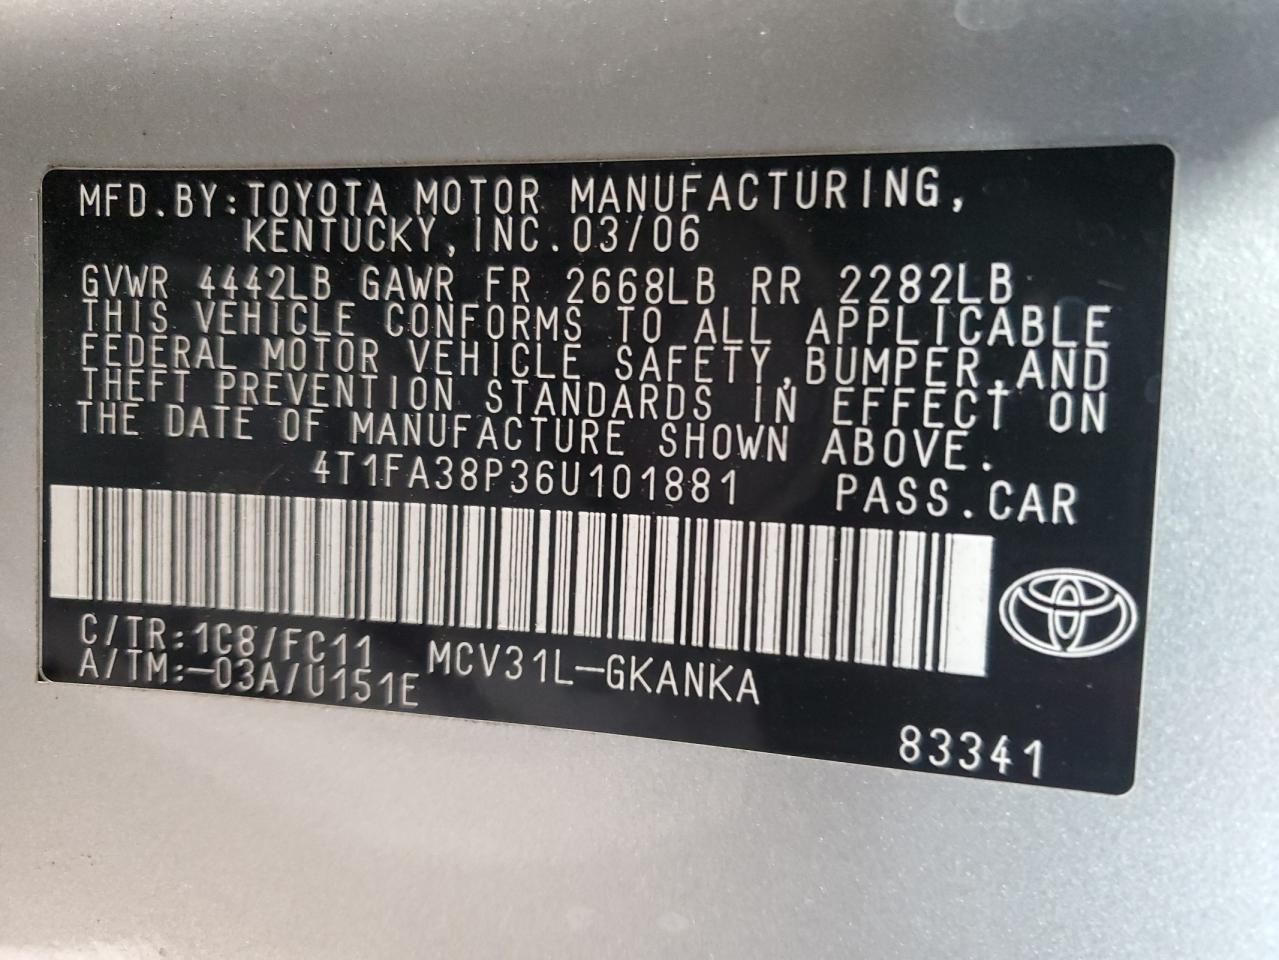 MFD.BY:TOYOTA MOTOR MANUFACTURING,
KENTUCKY,INC.03/06
GVWR 4442LB GAWR FR 2668LB RR 2282LB
THIS VEHICLE CONFORMS TO ALL APPLICABLE
FEDERAL MOTOR VEHICLE SAFETY,BUMPER,AND
THEFT PREVENTION STANDARDS IN EFFECT ON
THE DATE OF MANUFACTURE SHOWN ABOVE.
4T1FA38P36U101881 PASS.CAR
C/TR:1C8/FC11 MCV31L-GKANKA
A/TM:-03A/U151E
83341